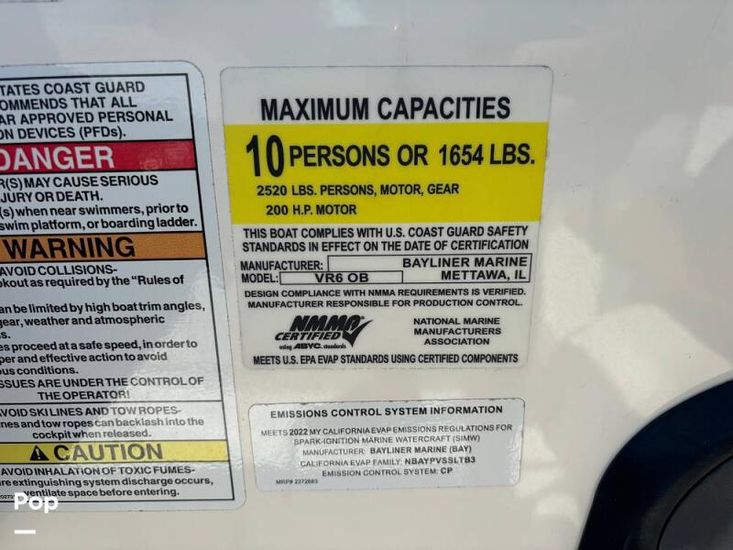 TATES COAST GUARD
OMMENDS THAT ALL
AR APPROVED PERSONAL
ON DEVICES (PFDs).
DANGER
R(S) MAY CAUSE SERIOUS
JURY OR DEATH.
(s) when near swimmers, prior to
swim platform, or boarding ladder.
WARNING
AVOID COLLISIONS-
okout as required by the "Rules of
can be limited by high boat trim angles,
gear, weather and atmospheric
s.
es proceed at a safe speed, in order to
per and effective action to avoid
ous conditions.
SSUES ARE UNDER THE CONTROL OF
THE OPERATOR!
AVOID SKI LINES AND TOW ROPES-
nes and tow ropes can backlash into the
cockpit when released.
CAUTION
AVOID INHALATION OF TOXIC FUMES-
re extinguishing system discharge occurs,
ventilate space before entering.
MAXIMUM CAPACITIES
10 PERSONS OR 1654 LBS.
2520 LBS. PERSONS, MOTOR, GEAR
200 H.P. MOTOR
THIS BOAT COMPLIES WITH U.S. COAST GUARD SAFETY
STANDARDS IN EFFECT ON THE DATE OF CERTIFICATION
MANUFACTURER: BAYLINER MARINE
MODEL: VR6 OB METTAWA, IL
DESIGN COMPLIANCE WITH NMMA REQUIREMENTS IS VERIFIED.
MANUFACTURER RESPONSIBLE FOR PRODUCTION CONTROL.
NMMA
CERTIFIED
using ABYC. standards
NATIONAL MARINE
MANUFACTURERS
ASSOCIATION
MEETS U.S. EPA EVAP STANDARDS USING CERTIFIED COMPONENTS
EMISSIONS CONTROL SYSTEM INFORMATION
MEETS 2022 MY CALIFORNIA EVAP EMISSIONS REGULATIONS FOR
SPARK-IGNITION MARINE WATERCRAFT (SIMW)
MANUFACTURER: BAYLINER MARINE (BAY)
CALIFORNIA EVAP FAMILY: NBAYPVSSLTB3
EMISSION CONTROL SYSTEM: CP
MRP# 2372683
Pop